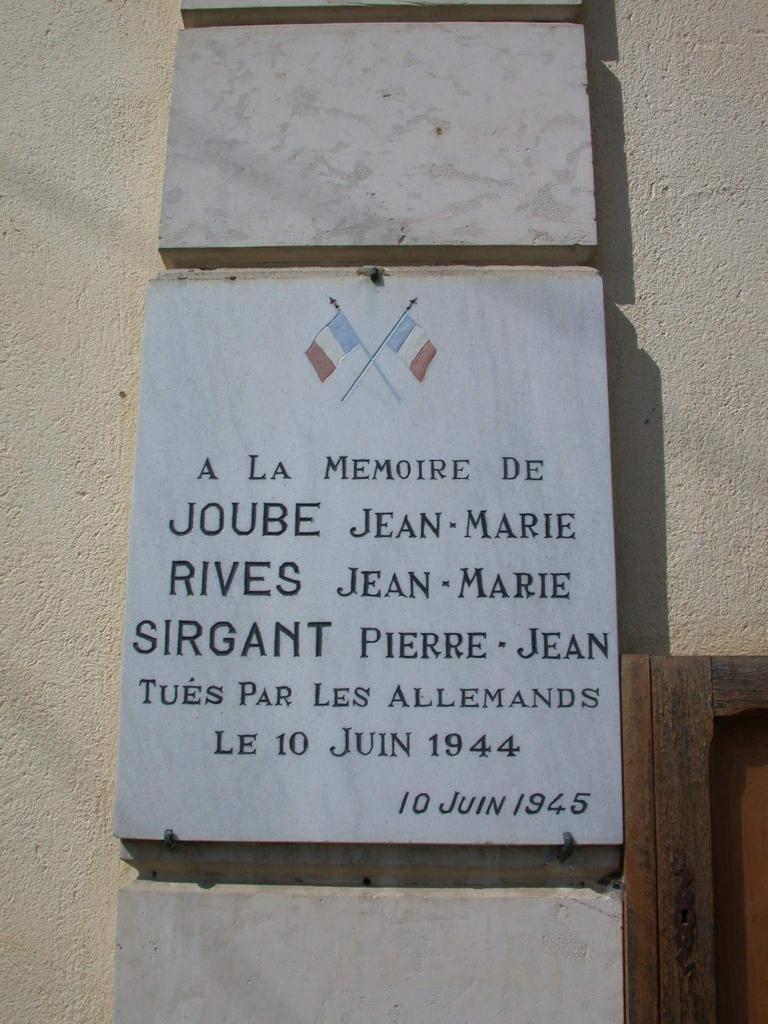 A LA MEMOIRE DE
JOUBE JEAN-MARIE
RIVES JEAN-MARIE
SIRGANT PIERRE-JEAN
TUÉS PAR LES ALLEMANDS
LE 10 JUIN 1944
10 JUIN 1945